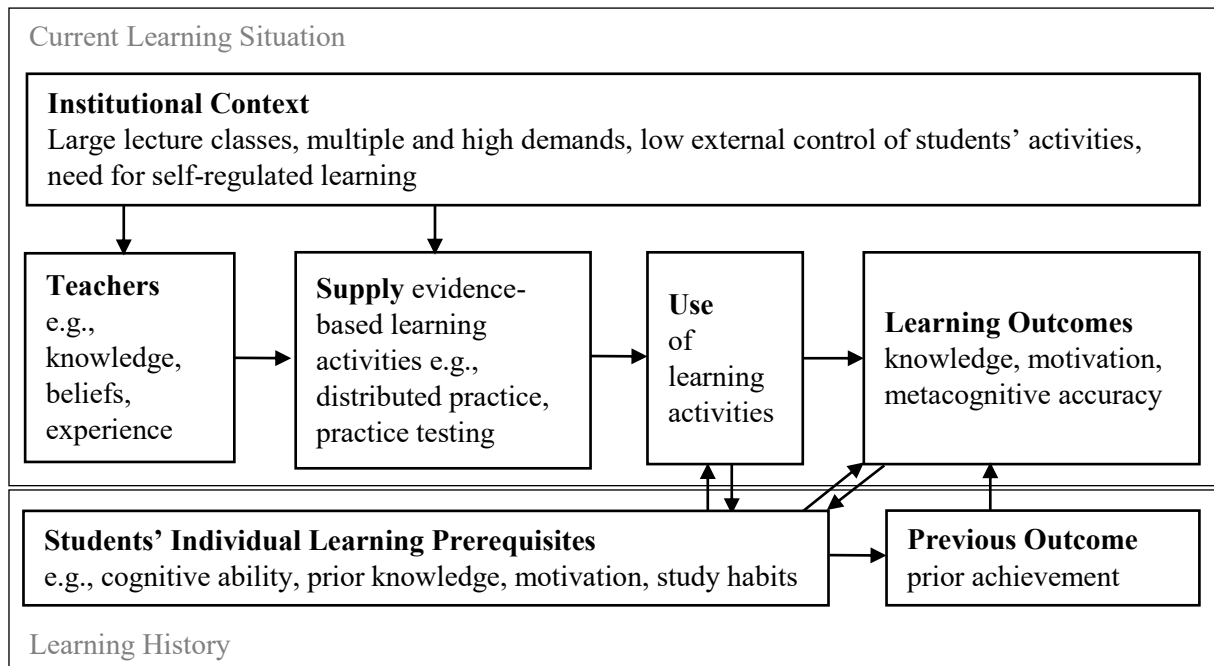 Current Learning Situation
Institutional Context
Large lecture classes, multiple and high demands, low external control of students’ activities,
need for self-regulated learning
Teachers
e.g.,
knowledge,
beliefs,
experience
Supply evidence-
based learning
activities e.g.,
distributed practice,
practice testing
Use
of
learning
activities
Learning Outcomes
knowledge, motivation,
metacognitive accuracy
Students’ Individual Learning Prerequisites
e.g., cognitive ability, prior knowledge, motivation, study habits
Previous Outcome
prior achievement
Learning History